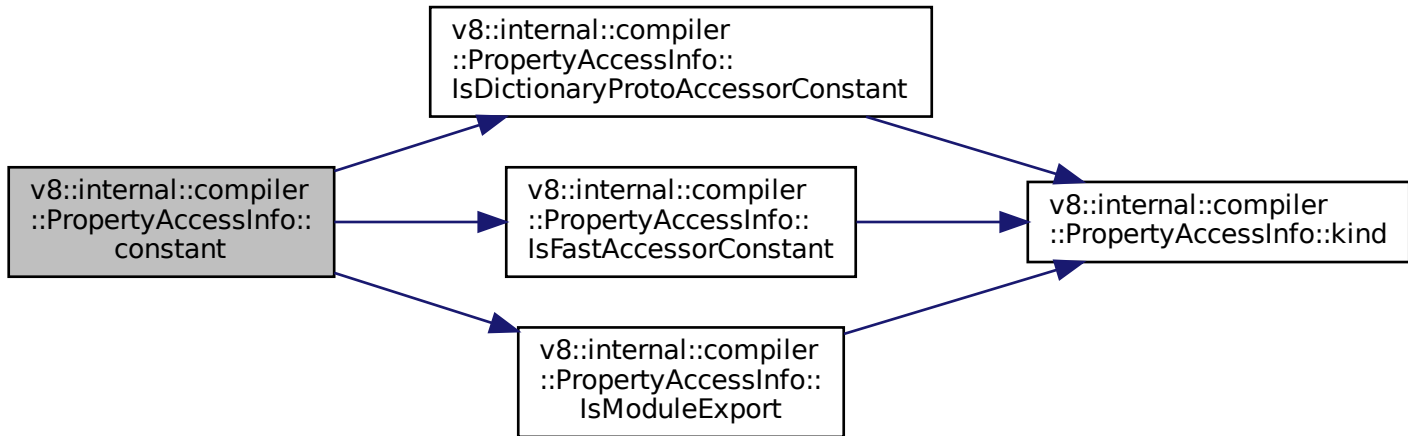 v8::internal::compiler
::PropertyAccessInfo::
constant
v8::internal::compiler
::PropertyAccessInfo::
IsDictionaryProtoAccessorConstant
v8::internal::compiler
::PropertyAccessInfo::
IsFastAccessorConstant
v8::internal::compiler
::PropertyAccessInfo::
IsModuleExport
v8::internal::compiler
::PropertyAccessInfo::kind